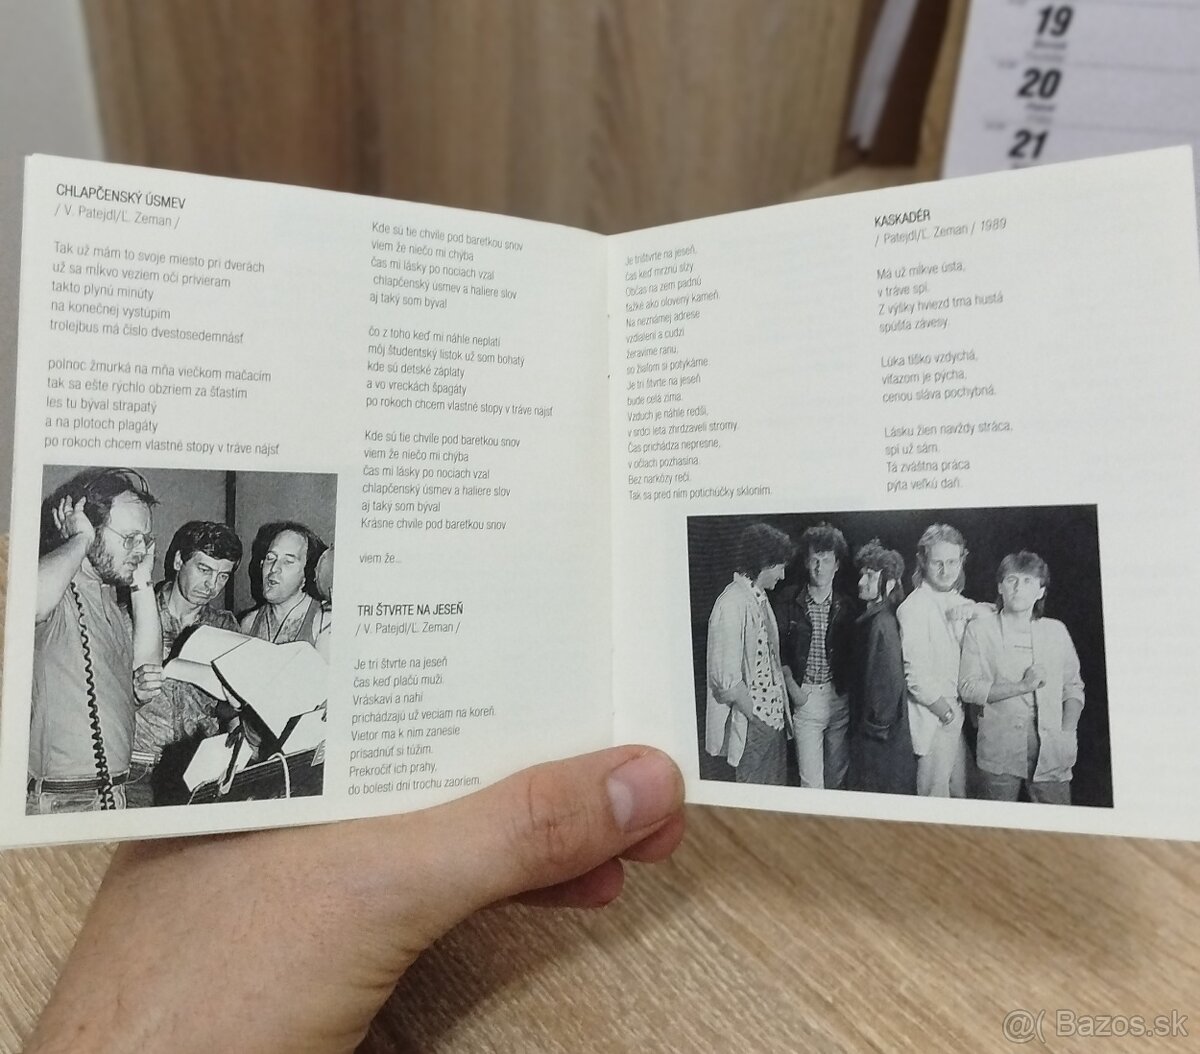 CHLAPČENSKÝ ÚSMEV
/ V. Patejdl/Ľ. Zeman /
Tak už mám to svoje miesto pri dverách
už sa mĺkvo veziem oči privieram
takto plynú minúty
na konečnej vystúpim
trolejbus má číslo dvestosedemnásť
polnoc žmurká na mňa viečkom mačacím
tak sa ešte rýchlo obzriem za šťastím
les tu býval strapatý
a na plotoch plagáty
po rokoch chcem vlastné stopy v tráve nájsť
Kde sú tie chvíle pod baretkou snov
viem že niečo mi chýba
čas mi lásky po nociach vzal
chlapčenský úsmev a haliere slov
aj taký som býval
čo z toho keď mi náhle neplatí
môj študentský lístok už som bohatý
kde sú detské záplaty
a vo vreckách špagáty
po rokoch chcem vlastné stopy v tráve nájsť
Kde sú tie chvíle pod baretkou snov
viem že niečo mi chýba
čas mi lásky po nociach vzal
chlapčenský úsmev a haliere slov
aj taký som býval
Krásne chvíle pod baretkou snov
viem že...
TRI ŠTVRTE NA JESEŇ
/ V. Patejdl/Ľ. Zeman /
Je tri štvrte na jeseň
čas keď plačú muži.
Vráskaví a nahí
prichádzajú už veciam na koreň.
Vietor ma k nim zanesie
prisadnúť si túžim.
Prekročiť ich prahy,
do bolesti dní trochu zaoriem.
Je trištvrte na jeseň,
čas keď mrznú slzy.
Občas na zem padnú
ťažké ako olovený kameň.
Na neznámej adrese
vzdialení a cudzí
žeravíme ranu,
so žiaľom si potykáme
Je tri štvrte na jeseň
bude celá zima.
Vzduch je náhle redší,
v srdci leta zhrdzaveli stromy.
Čas prichádza nepresne,
v očiach pozhasína.
Bez narkózy reči.
Tak sa pred ním potichúčky skloním.
KASKADÉR
/ Patejdl/Ľ. Zeman / 1989
Má už mĺkve ústa,
v tráve spí.
Z výšky hviezd tma hustá
spúšťa závesy.
Lúka tíško vzdychá,
víťazom je pýcha,
cenou sláva pochybná.
Lásku žien navždy stráca,
spí už sám.
Tá zvláštna práca
pýta veľkú daň.
19
20
21
@( Bazos.sk